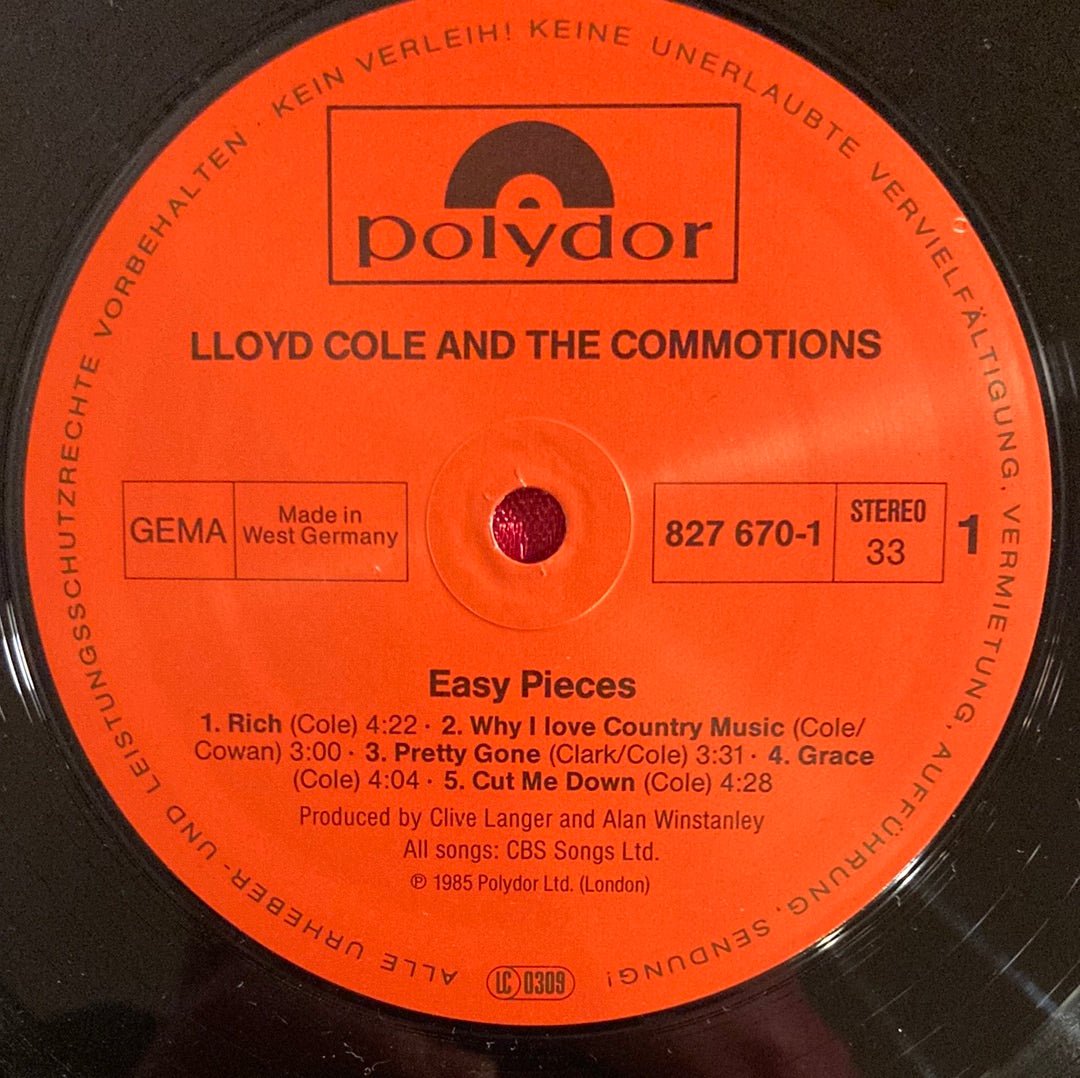 ALLE URHEBER- UND LEISTUNGSSCHUTZRECHTE VORBEHALTEN · KEIN VERLEIH! KEINE UNERLAUBTE VERVIELFÄLTIGUNG, VERMIETUNG, AUFFÜHRUNG, SENDUNG!
polydor
LLOYD COLE AND THE COMMOTIONS
GEMA
Made in
West Germany
827 670-1
STEREO
33
1
Easy Pieces
1. Rich (Cole) 4:22 · 2. Why I love Country Music (Cole/
Cowan) 3:00 · 3. Pretty Gone (Clark/Cole) 3:31 · 4. Grace
(Cole) 4:04 · 5. Cut Me Down (Cole) 4:28
Produced by Clive Langer and Alan Winstanley
All songs: CBS Songs Ltd.
℗ 1985 Polydor Ltd. (London)
LC 0309